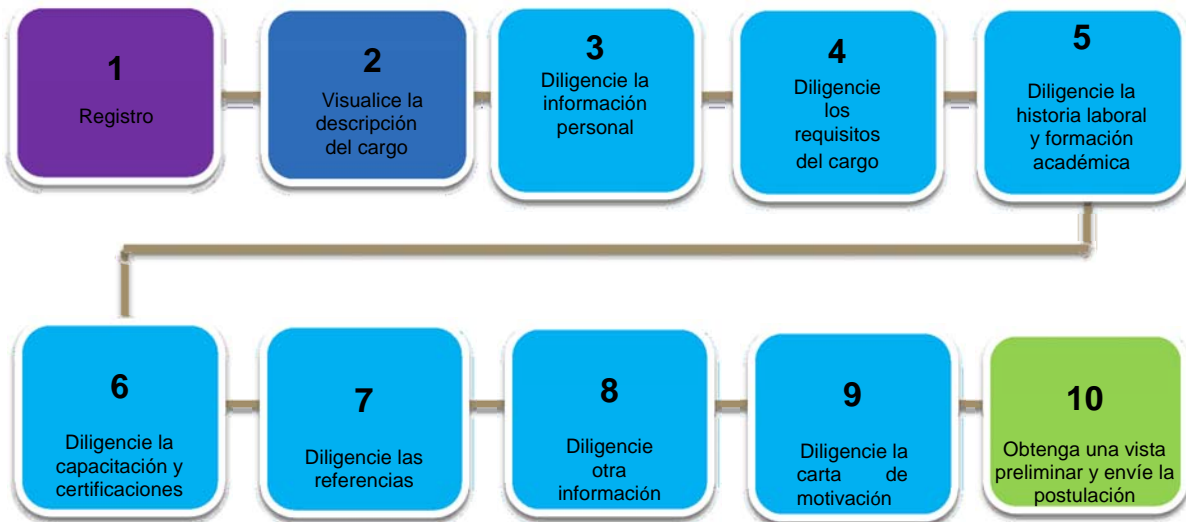 1
Registro
2
Visualice la
descripción
del cargo
3
Diligencie la
información
personal
4
Diligencie
los
requisitos
del cargo
5
Diligencie la
historia laboral
y formación
académica
6
Diligencie la
capacitación y
certificaciones
7
Diligencie las
referencias
8
Diligencie
otra
información
9
Diligencie la
carta de
motivación
10
Obtenga una vista
preliminar y envíe la
postulación